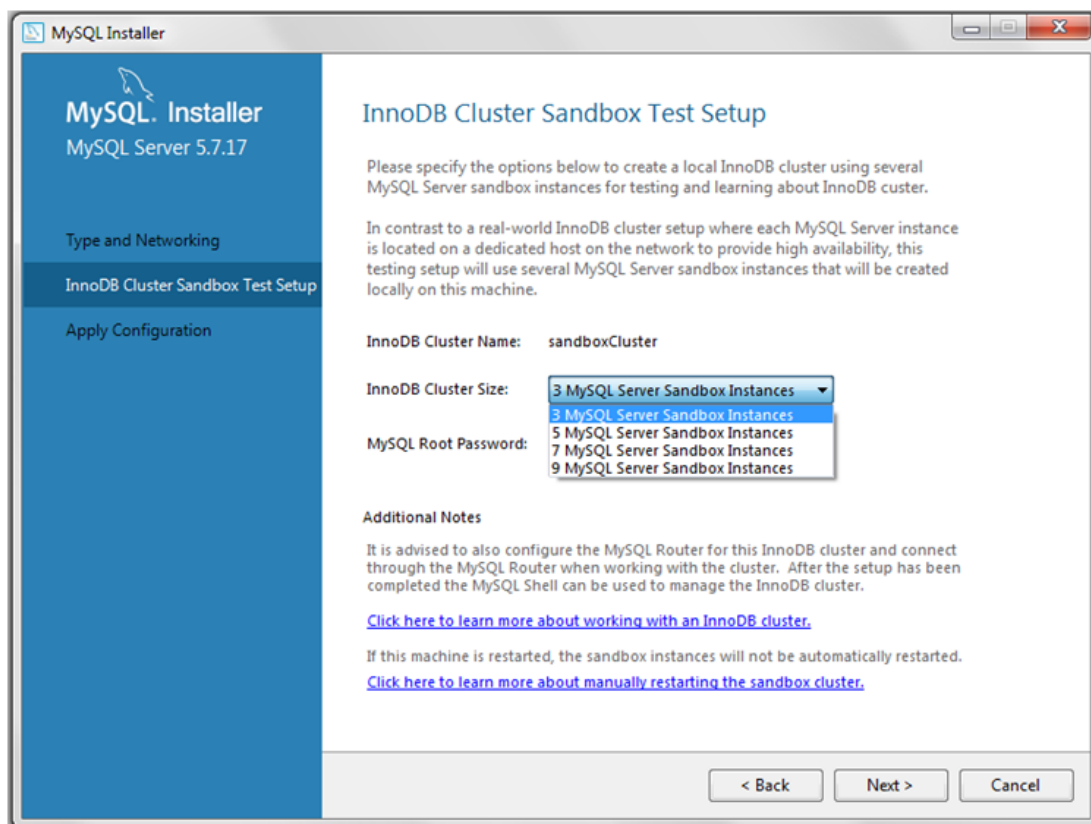 MySQL Installer
MySQL. Installer
MySQL Server 5.7.17
Type and Networking
InnoDB Cluster Sandbox Test Setup
Apply Configuration
InnoDB Cluster Sandbox Test Setup
Please specify the options below to create a local InnoDB cluster using several
MySQL Server sandbox instances for testing and learning about InnoDB custer.
In contrast to a real-world InnoDB cluster setup where each MySQL Server instance
is located on a dedicated host on the network to provide high availability, this
testing setup will use several MySQL Server sandbox instances that will be created
locally on this machine.
InnoDB Cluster Name: sandboxCluster
InnoDB Cluster Size: 3 MySQL Server Sandbox Instances
3 MySQL Server Sandbox Instances
5 MySQL Server Sandbox Instances
MySQL Root Password:
7 MySQL Server Sandbox Instances
9 MySQL Server Sandbox Instances
Additional Notes
It is advised to also configure the MySQL Router for this InnoDB cluster and connect
through the MySQL Router when working with the cluster. After the setup has been
completed the MySQL Shell can be used to manage the InnoDB cluster.
Click here to learn more about working with an InnoDB cluster.
If this machine is restarted, the sandbox instances will not be automatically restarted.
Click here to learn more about manually restarting the sandbox cluster.
< Back
Next >
Cancel